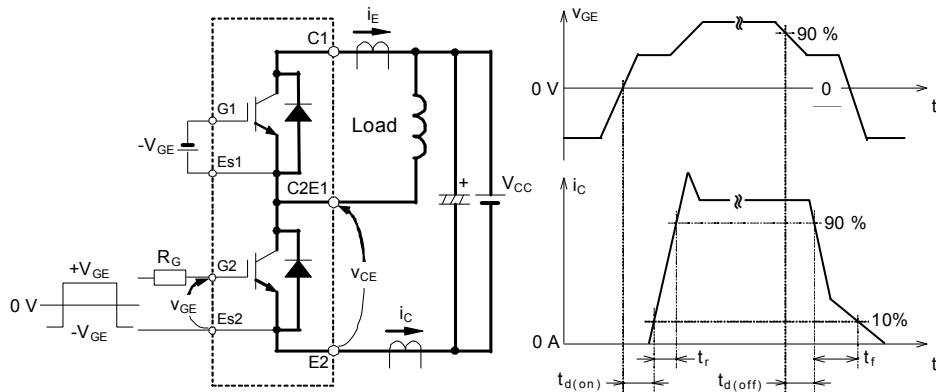 C1
iE
G1
-VGE
Es1
Load
C2E1
VCC
+
RG
G2
+VGE
0 V
-VGE
vGE
Es2
vCE
iC
E2
vGE
90 %
0 V
0
t
iC
90 %
10%
0 A
t
tr
tf
td(on)
td(off)